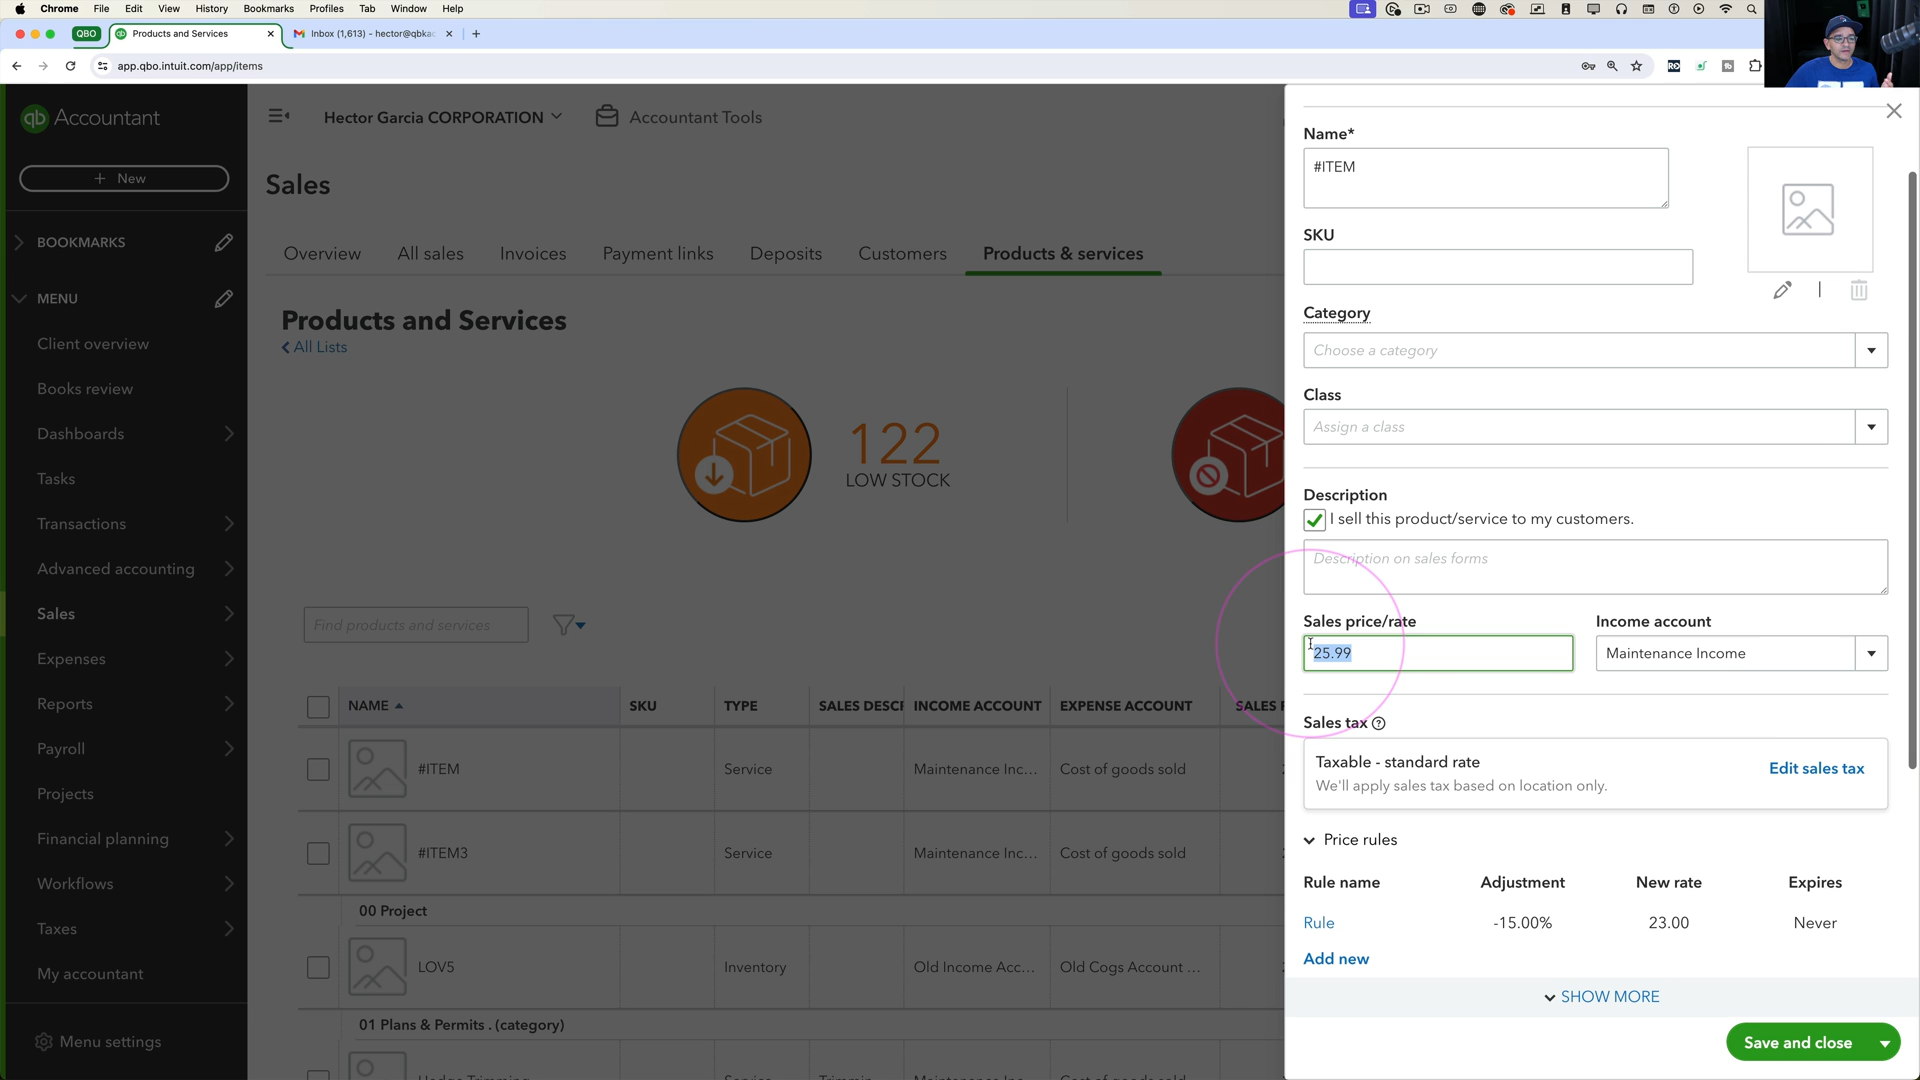 Chrome File Edit View History Bookmarks Profiles Tab Window Help
QBO Products and Services Inbox (1,613) - hector@qbka
app.qbo.intuit.com/app/items
qb Accountant
Hector Garcia CORPORATION
Accountant Tools
+ New
BOOKMARKS
MENU
Client overview
Books review
Dashboards
Tasks
Transactions
Advanced accounting
Sales
Expenses
Reports
Payroll
Projects
Financial planning
Workflows
Taxes
My accountant
Menu settings
Sales
Overview All sales Invoices Payment links Deposits Customers Products & services
Products and Services
All Lists
122
LOW STOCK
Find products and services
NAME SKU TYPE SALES DESCR INCOME ACCOUNT EXPENSE ACCOUNT SALES
#ITEM Service Maintenance Inc... Cost of goods sold
#ITEM3 Service Maintenance Inc... Cost of goods sold
00 Project
LOV5 Inventory Old Income Acc... Old Cogs Account ...
01 Plans & Permits . (category)
Name*
#ITEM
SKU
Category
Choose a category
Class
Assign a class
Description
I sell this product/service to my customers.
Description on sales forms
Sales price/rate Income account
25.99 Maintenance Income
Sales tax ?
Taxable - standard rate
We'll apply sales tax based on location only.
Edit sales tax
Price rules
Rule name Adjustment New rate Expires
Rule -15.00% 23.00 Never
Add new
SHOW MORE
Save and close